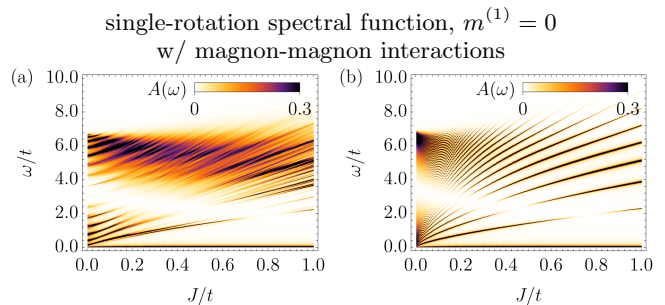 single-rotation spectral function, m^(1) = 0
w/ magnon-magnon interactions
(a)
10.0
8.0
6.0
4.0
2.0
0.0
ω/t
A(ω)
0
0.3
0.0 0.2 0.4 0.6 0.8 1.0
J/t
(b)
10.0
8.0
6.0
4.0
2.0
0.0
ω/t
A(ω)
0
0.3
0.0 0.2 0.4 0.6 0.8 1.0
J/t